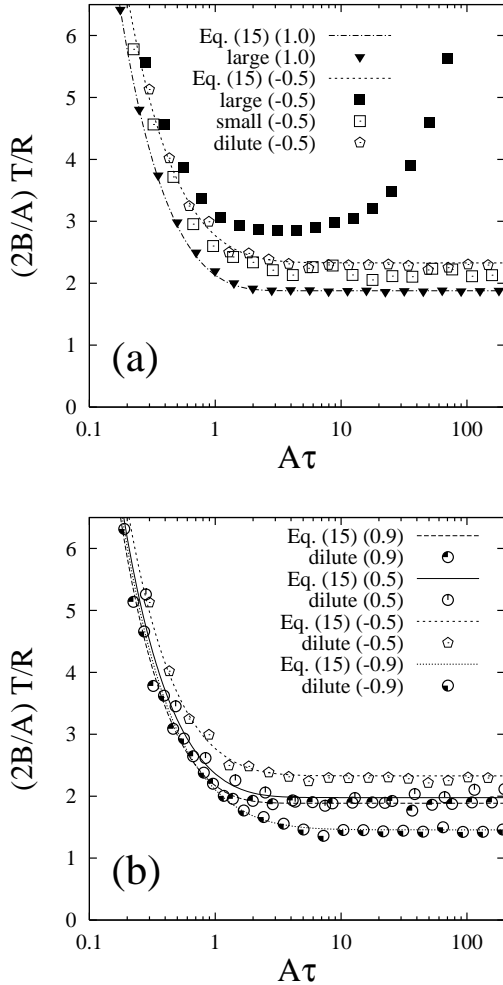 6
5
4
3
2
1
0
(2B/A) T/R
Eq. (15) (1.0)
large (1.0)
Eq. (15) (-0.5)
large (-0.5)
small (-0.5)
dilute (-0.5)
(a)
0.1 1 10 100
Aτ
6
5
4
3
2
1
0
(2B/A) T/R
Eq. (15) (0.9)
dilute (0.9)
Eq. (15) (0.5)
dilute (0.5)
Eq. (15) (-0.5)
dilute (-0.5)
Eq. (15) (-0.9)
dilute (-0.9)
(b)
0.1 1 10 100
Aτ